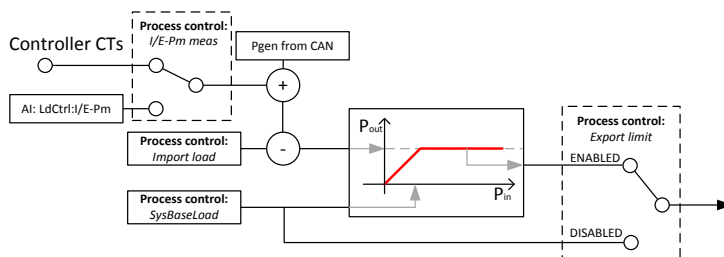 Process control:
I/E-Pm meas
Controller CTs
Pgen from CAN
+
AI: LdCtrl:I/E-Pm
Process control:
Import load
-
Pout
Pin
Process control:
Export limit
ENABLED
Process control:
SysBaseLoad
DISABLED